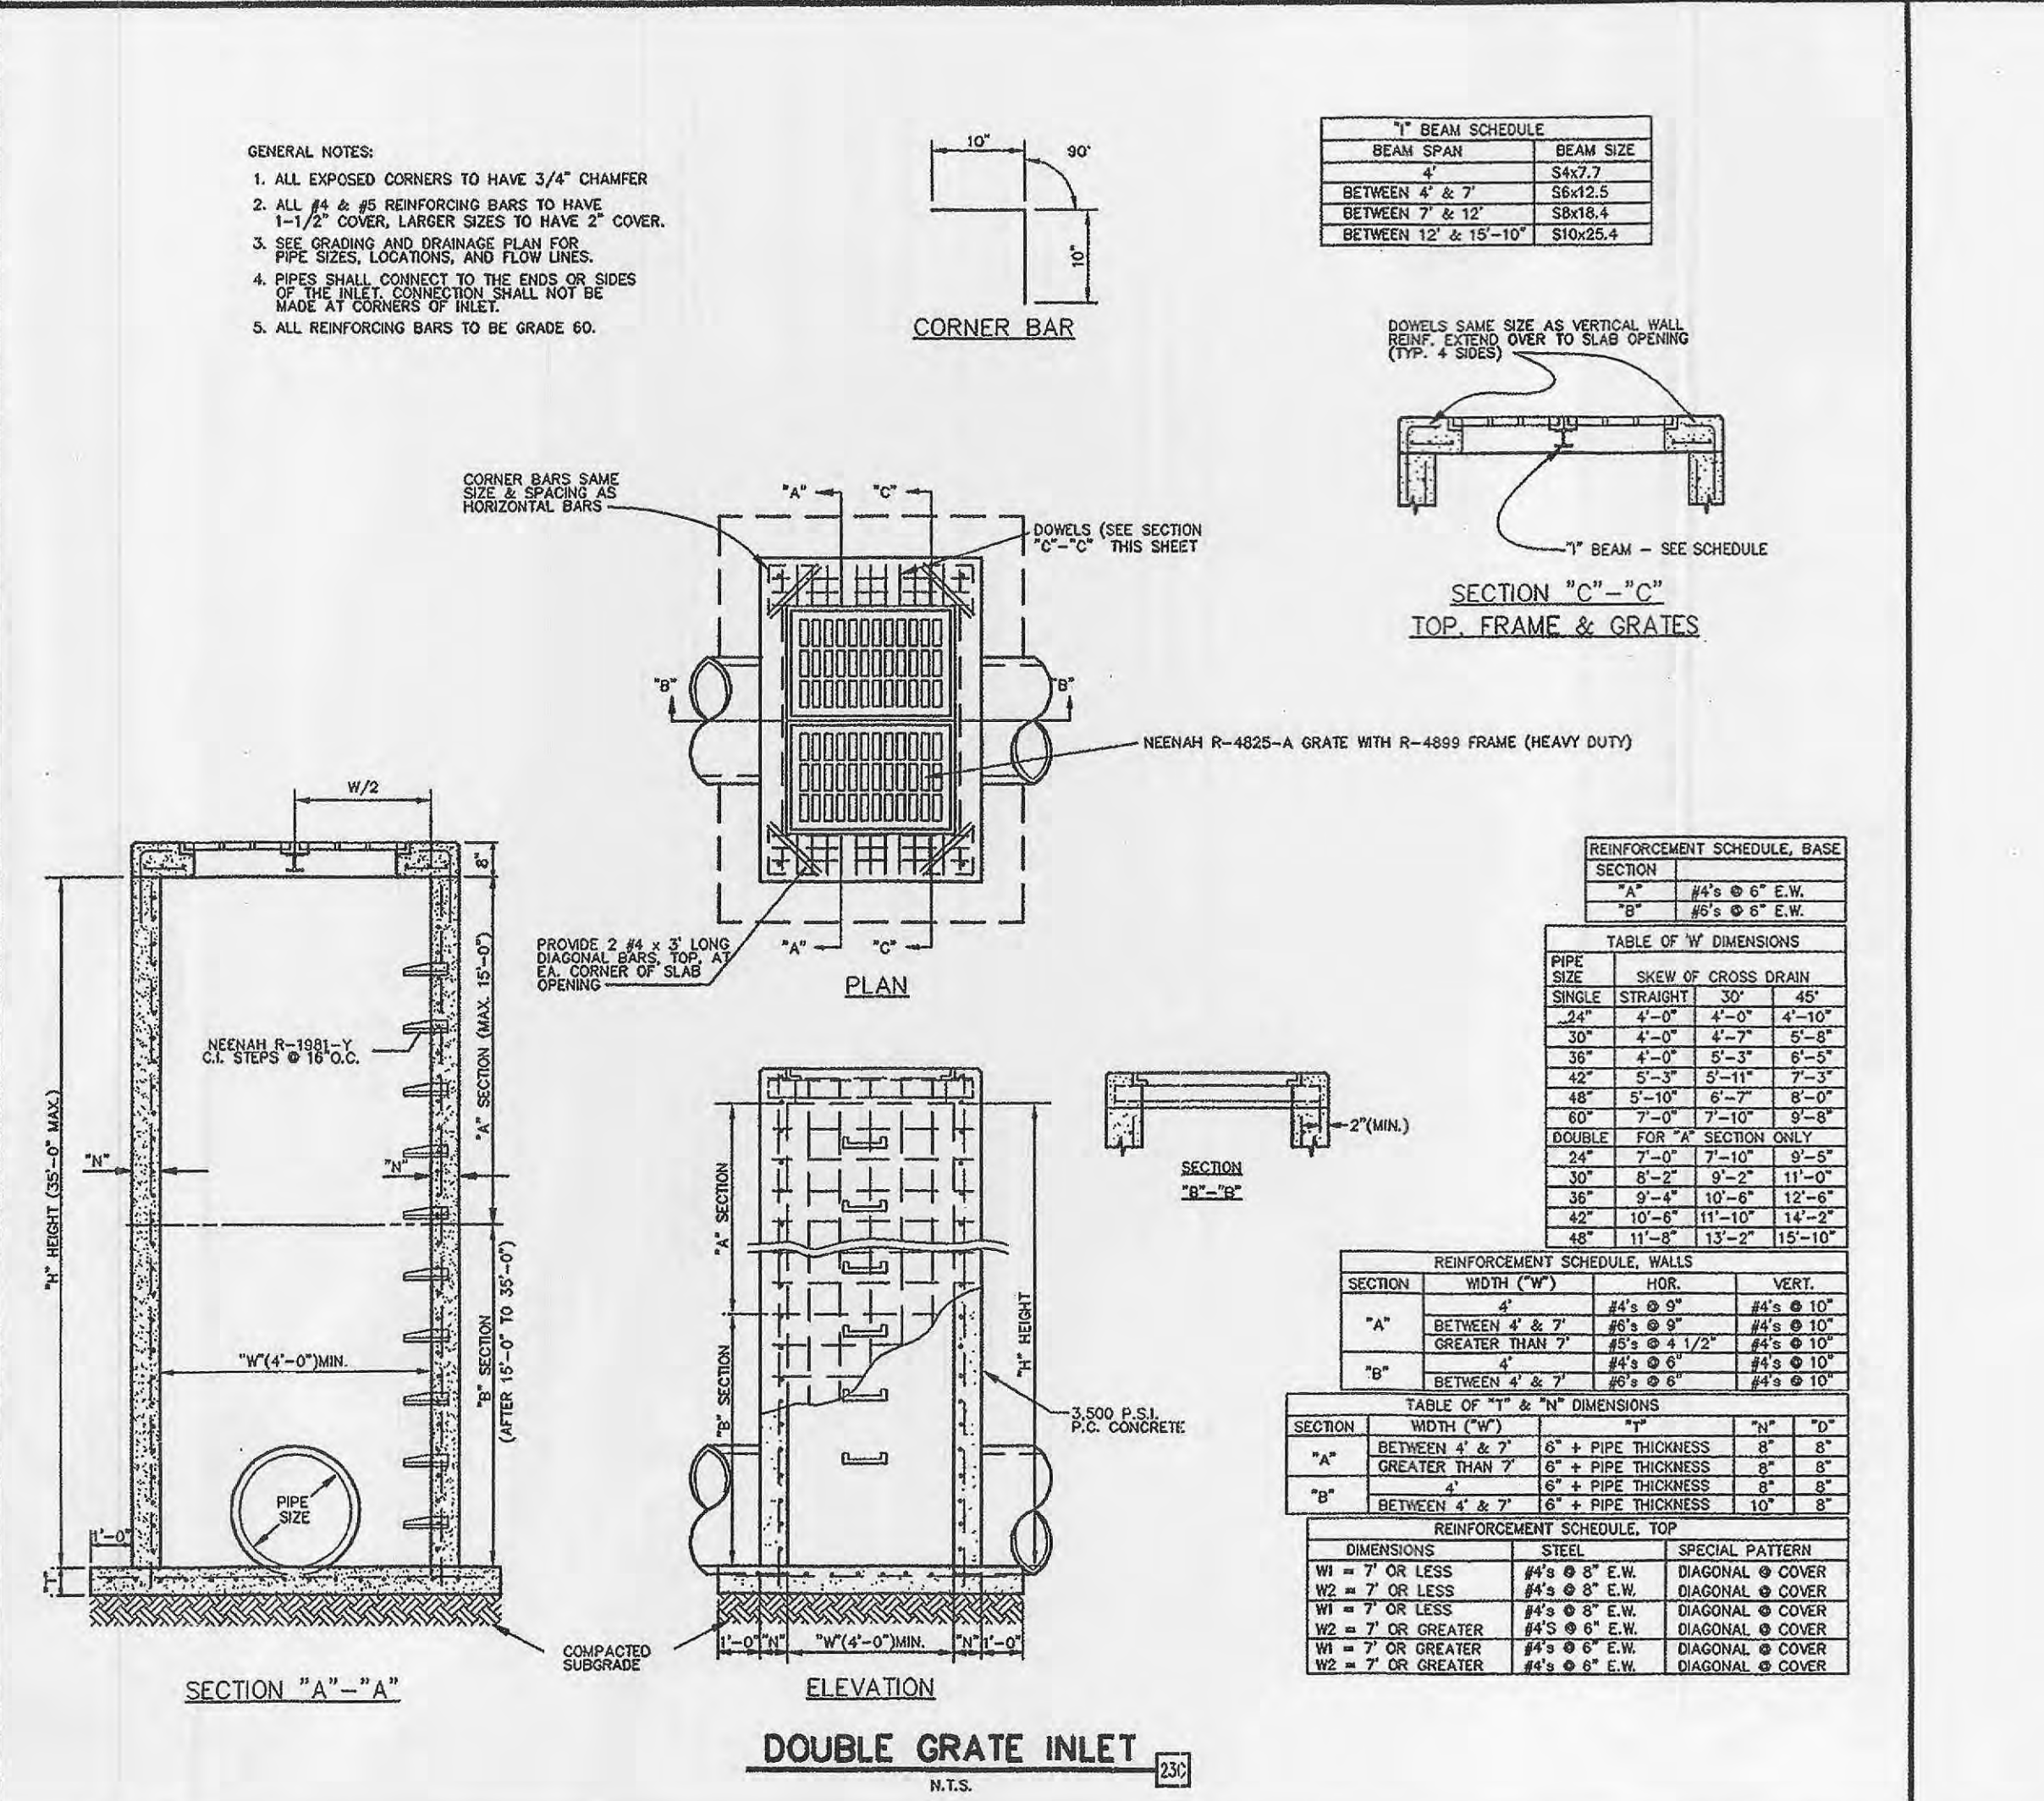 GENERAL NOTES:
1. ALL EXPOSED CORNERS TO HAVE 3/4" CHAMFER
2. ALL #4 & #5 REINFORCING BARS TO HAVE
1-1/2" COVER, LARGER SIZES TO HAVE 2" COVER.
3. SEE GRADING AND DRAINAGE PLAN FOR
PIPE SIZES, LOCATIONS, AND FLOW LINES.
4. PIPES SHALL CONNECT TO THE ENDS OR SIDES
OF THE INLET. CONNECTION SHALL NOT BE
MADE AT CORNERS OF INLET.
5. ALL REINFORCING BARS TO BE GRADE 60.
10"
90°
10"
CORNER BAR
"I" BEAM SCHEDULE
BEAM SPAN BEAM SIZE
4' S4x7.7
BETWEEN 4' & 7' S6x12.5
BETWEEN 7' & 12' S8x18.4
BETWEEN 12' & 15'-10" S10x25.4
DOWELS SAME SIZE AS VERTICAL WALL
REINF. EXTEND OVER TO SLAB OPENING
(TYP. 4 SIDES)
"I" BEAM - SEE SCHEDULE
SECTION "C"-"C"
TOP, FRAME & GRATES
CORNER BARS SAME
SIZE & SPACING AS
HORIZONTAL BARS
"A" "C"
DOWELS (SEE SECTION
"C"-"C" THIS SHEET
"B" "B"
NEENAH R-4825-A GRATE WITH R-4899 FRAME (HEAVY DUTY)
PROVIDE 2 #4 x 3' LONG
DIAGONAL BARS, TOP, AT
EA. CORNER OF SLAB
OPENING
"A" "C"
PLAN
W/2
8"
"H" HEIGHT (35'-0" MAX.)
"A" SECTION (MAX. 15'-0")
NEENAH R-1981-Y
C.I. STEPS @ 16" O.C.
"N" "N"
"W"(4'-0")MIN.
"B" SECTION
(AFTER 15'-0" TO 35'-0")
PIPE
SIZE
1'-0"
"T"
SECTION "A"-"A"
COMPACTED
SUBGRADE
"A" SECTION
"B" SECTION
"H" HEIGHT
3,500 P.S.I.
P.C. CONCRETE
1'-0" "N" "W"(4'-0")MIN. "N" 1'-0"
ELEVATION
2"(MIN.)
SECTION
"B"-"B"
REINFORCEMENT SCHEDULE, BASE
SECTION
"A" #4's @ 6" E.W.
"B" #6's @ 6" E.W.
TABLE OF 'W' DIMENSIONS
PIPE
SIZE SKEW OF CROSS DRAIN
SINGLE STRAIGHT 30° 45°
24" 4'-0" 4'-0" 4'-10"
30" 4'-0" 4'-7" 5'-8"
36" 4'-0" 5'-3" 6'-5"
42" 5'-3" 5'-11" 7'-3"
48" 5'-10" 6'-7" 8'-0"
60" 7'-0" 7'-10" 9'-8"
DOUBLE FOR "A" SECTION ONLY
24" 7'-0" 7'-10" 9'-5"
30" 8'-2" 9'-2" 11'-0"
36" 9'-4" 10'-6" 12'-6"
42" 10'-6" 11'-10" 14'-2"
48" 11'-8" 13'-2" 15'-10"
REINFORCEMENT SCHEDULE, WALLS
SECTION WIDTH ("W") HOR. VERT.
4' #4's @ 9" #4's @ 10"
"A" BETWEEN 4' & 7' #6's @ 9" #4's @ 10"
GREATER THAN 7' #5's @ 4 1/2" #4's @ 10"
"B" 4' #4's @ 6" #4's @ 10"
BETWEEN 4' & 7' #6's @ 6" #4's @ 10"
TABLE OF "T" & "N" DIMENSIONS
SECTION WIDTH ("W") "T" "N" "D"
"A" BETWEEN 4' & 7' 6" + PIPE THICKNESS 8" 8"
GREATER THAN 7' 6" + PIPE THICKNESS 8" 8"
"B" 4' 6" + PIPE THICKNESS 8" 8"
BETWEEN 4' & 7' 6" + PIPE THICKNESS 10" 8"
REINFORCEMENT SCHEDULE, TOP
DIMENSIONS STEEL SPECIAL PATTERN
W1 = 7' OR LESS #4's @ 8" E.W. DIAGONAL @ COVER
W2 = 7' OR LESS #4's @ 8" E.W. DIAGONAL @ COVER
W1 = 7' OR LESS #4's @ 8" E.W. DIAGONAL @ COVER
W2 = 7' OR GREATER #4'S @ 6" E.W. DIAGONAL @ COVER
W1 = 7' OR GREATER #4's @ 6" E.W. DIAGONAL @ COVER
W2 = 7' OR GREATER #4's @ 6" E.W. DIAGONAL @ COVER
DOUBLE GRATE INLET 23C
N.T.S.